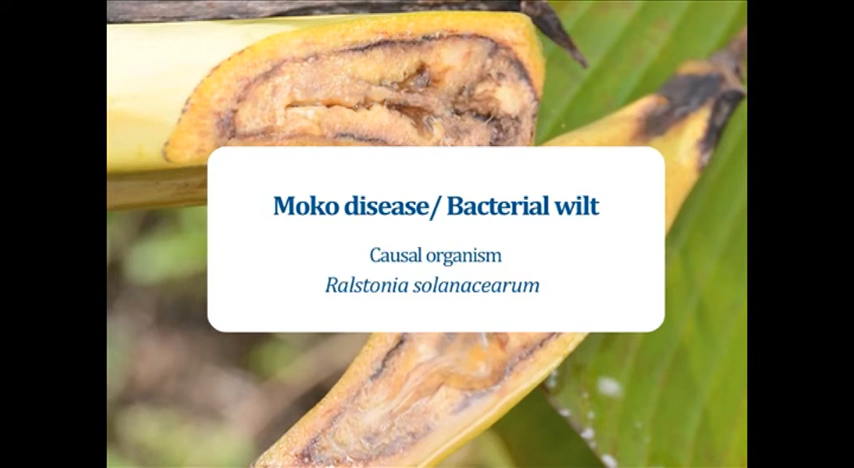 Moko disease/ Bacterial wilt
Causal organism
Ralstonia solanacearum